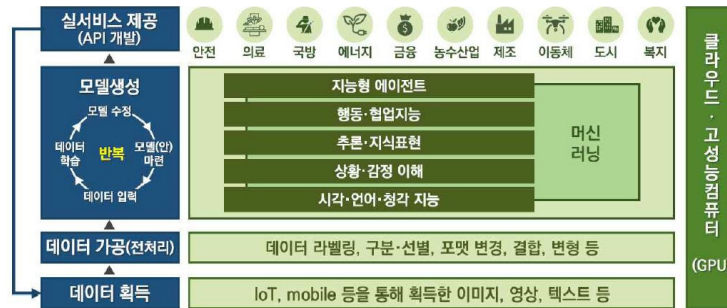 실서비스 제공
(API 개발)
안전 의료 국방 에너지 금융 농수산업 제조 이동체 도시 복지
모델생성
모델 수정
데이터
학습
반복
모델(안)
마련
데이터 입력
지능형 에이전트
행동·협업지능
추론·지식표현
상황·감정 이해
시각·언어·청각 지능
머신
러닝
데이터 가공(전처리)
데이터 라벨링, 구분·선별, 포맷 변경, 결합, 변형 등
데이터 획득
IoT, mobile 등을 통해 획득한 이미지, 영상, 텍스트 등
클라우드·고성능컴퓨터
(GPU